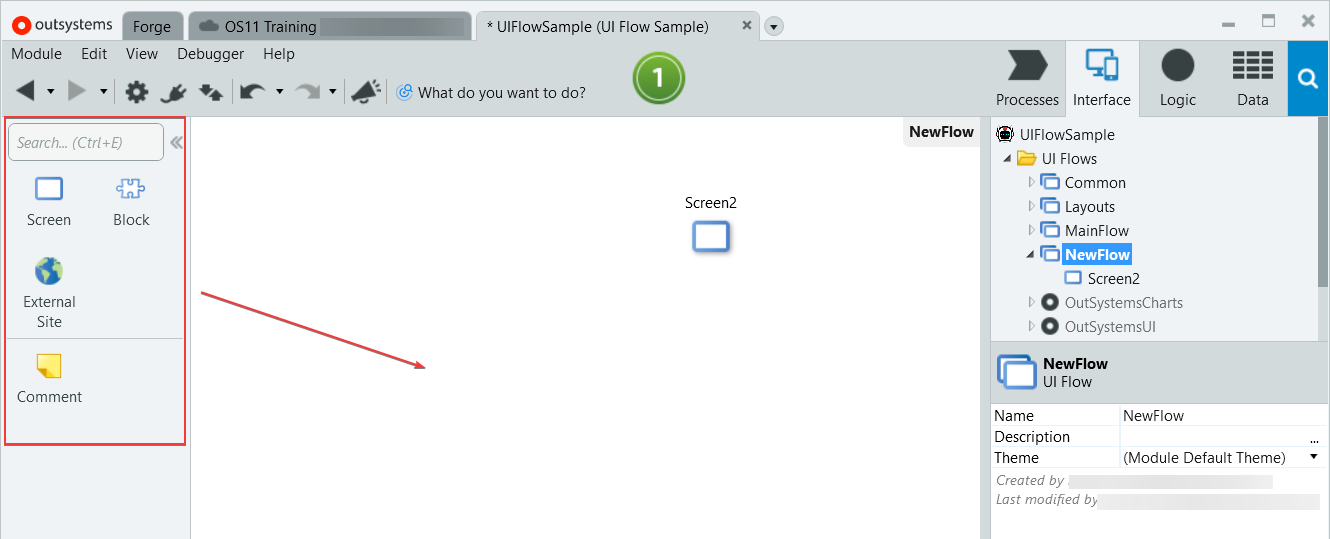 outsystems Forge OS11 Training * UIFlowSample (UI Flow Sample)
Module Edit View Debugger Help
1
What do you want to do?
Processes Interface Logic Data
Search... (Ctrl+E)
Screen Block
External
Site
Comment
NewFlow
Screen2
UIFlowSample
UI Flows
Common
Layouts
MainFlow
NewFlow
Screen2
OutSystemsCharts
OutSystemsUI
NewFlow
UI Flow
Name NewFlow
Description ...
Theme (Module Default Theme)
Created by
Last modified by